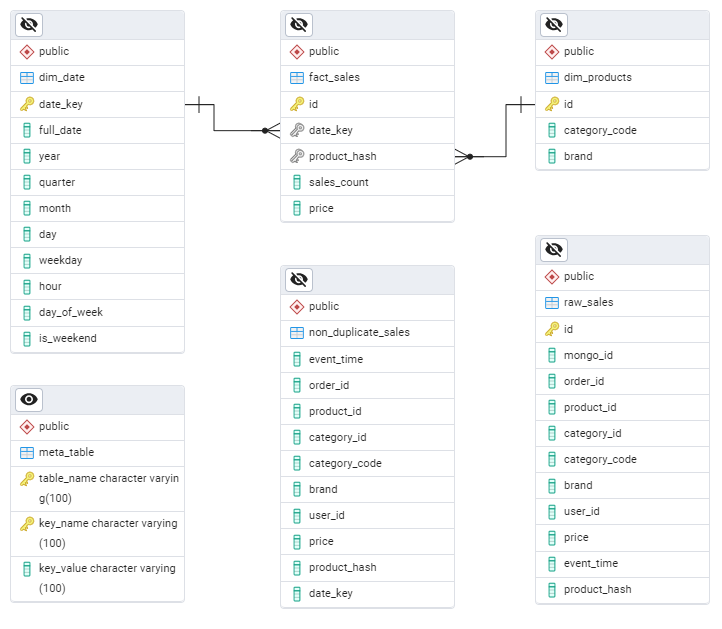 public
dim_date
date_key
full_date
year
quarter
month
day
weekday
hour
day_of_week
is_weekend
public
fact_sales
id
date_key
product_hash
sales_count
price
public
dim_products
id
category_code
brand
public
meta_table
table_name character varyin
g(100)
key_name character varying
(100)
key_value character varying
(100)
public
non_duplicate_sales
event_time
order_id
product_id
category_id
category_code
brand
user_id
price
product_hash
date_key
public
raw_sales
id
mongo_id
order_id
product_id
category_id
category_code
brand
user_id
price
event_time
product_hash